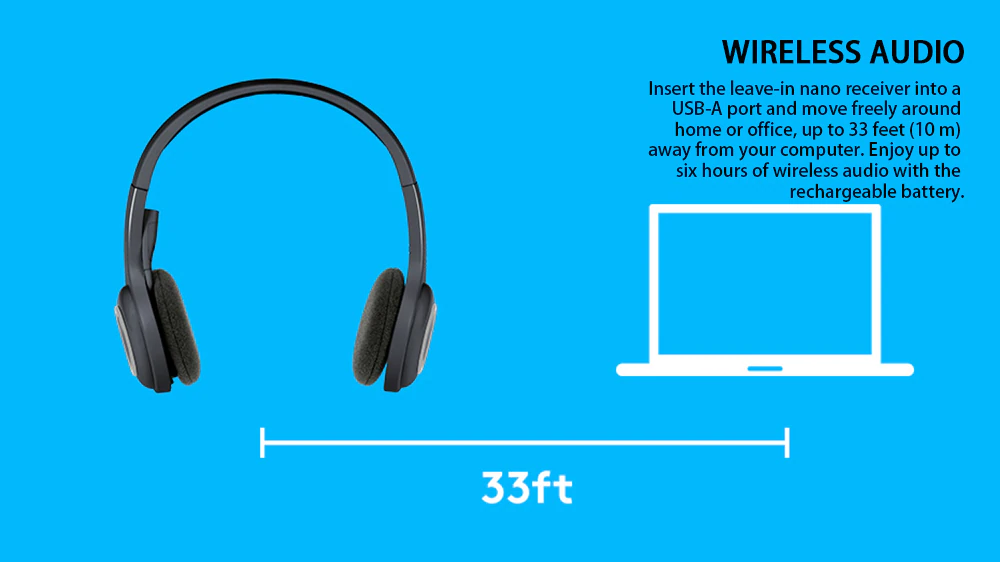 WIRELESS AUDIO
Insert the leave-in nano receiver into a
USB-A port and move freely around
home or office, up to 33 feet (10 m)
away from your computer. Enjoy up to
six hours of wireless audio with the
rechargeable battery.
33ft